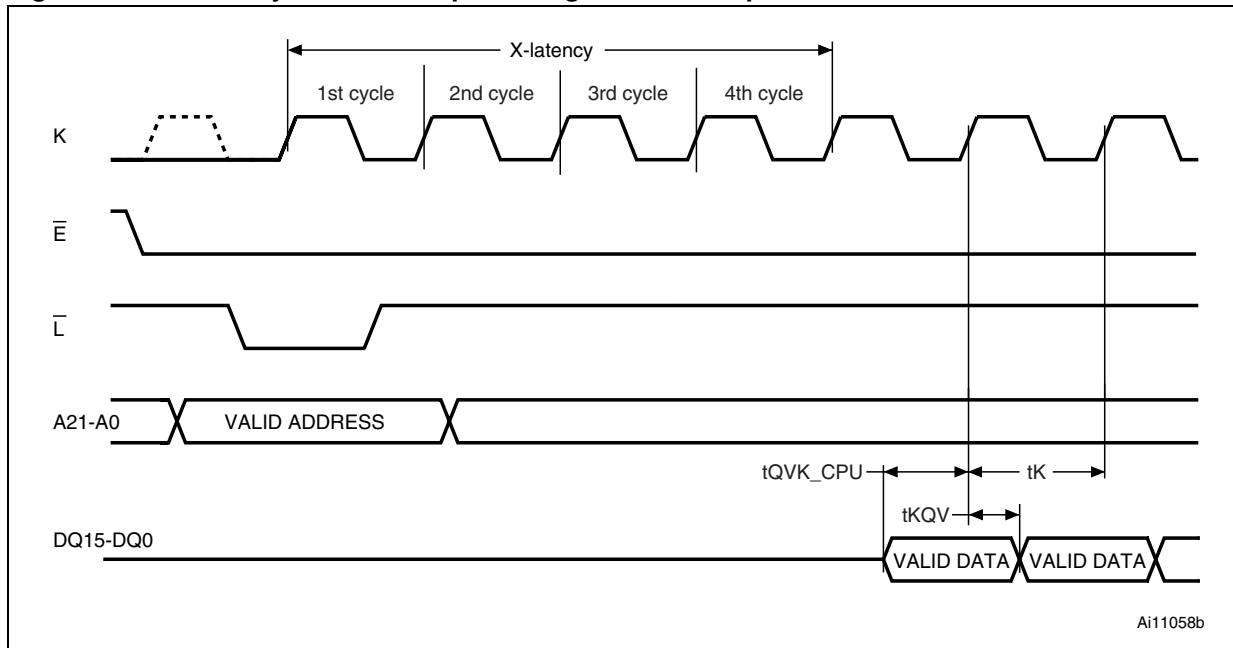 X-latency
1st cycle
2nd cycle
3rd cycle
4th cycle
K
E
L
A21-A0
VALID ADDRESS
tQVK_CPU
tK
tKQV
DQ15-DQ0
VALID DATA
VALID DATA
Ai11058b